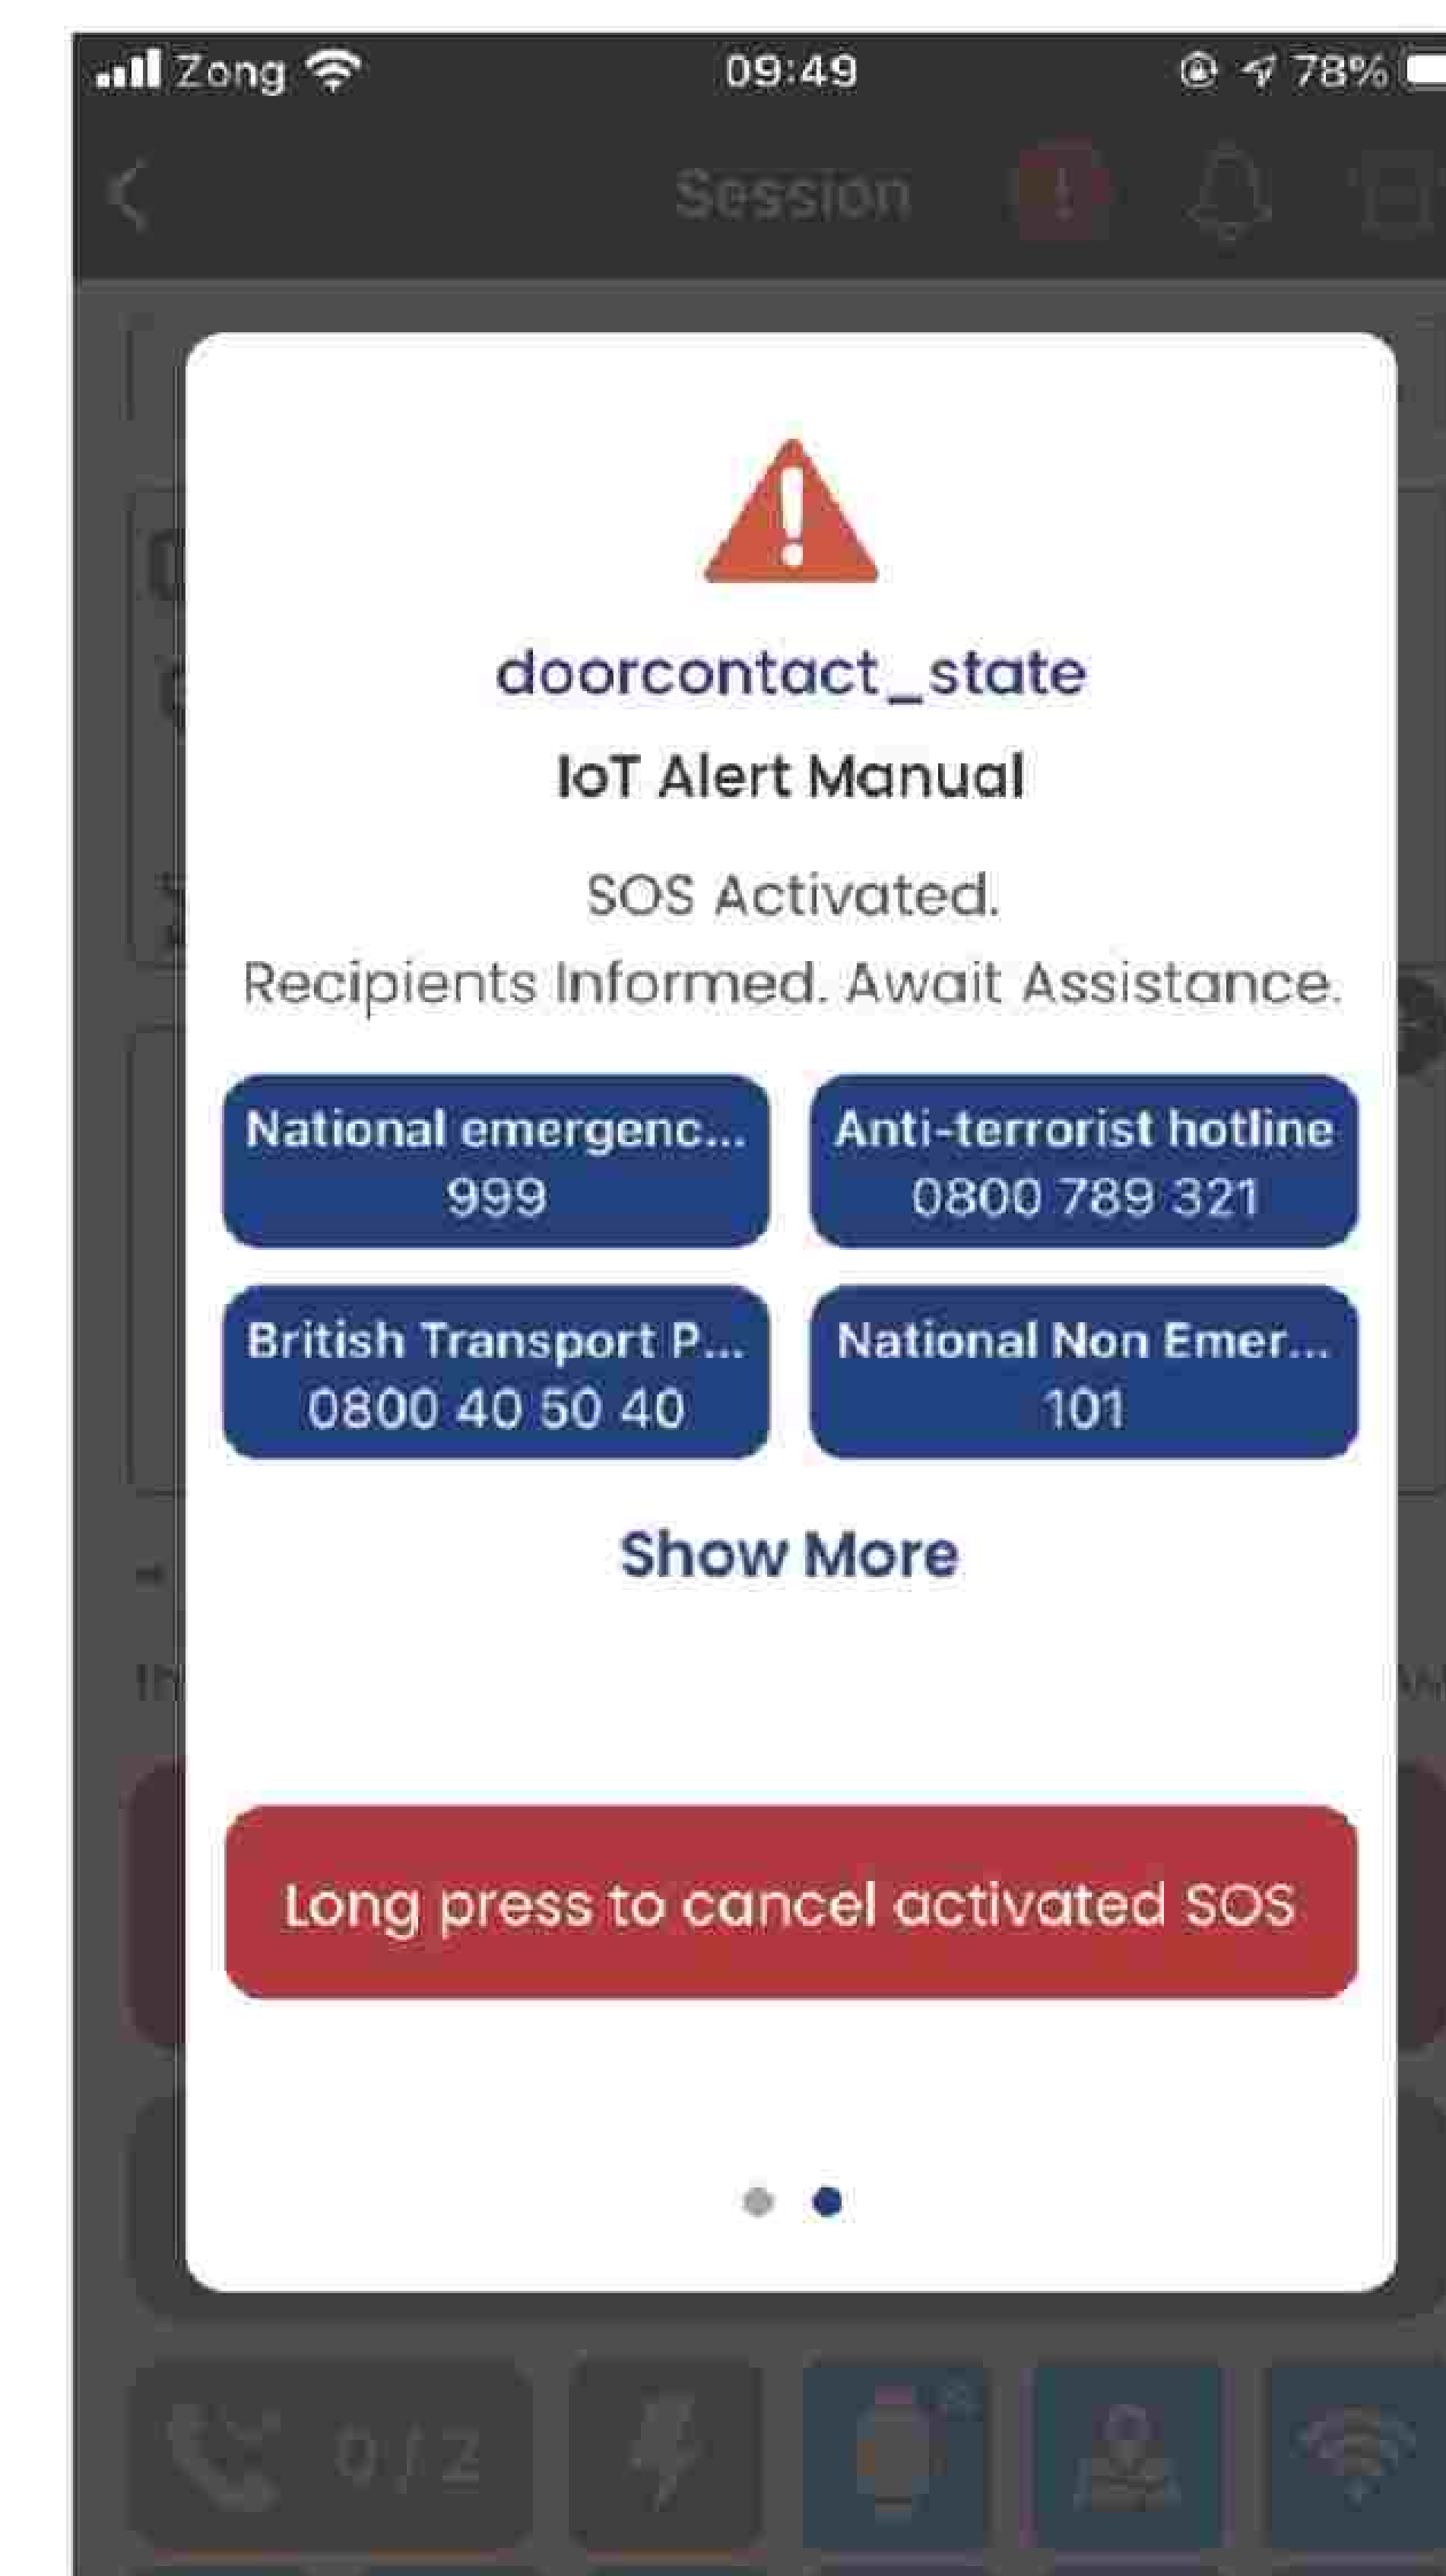 Zong 09:49 78%
Session
doorcontact_state
IoT Alert Manual
SOS Activated.
Recipients Informed. Await Assistance.
National emergenc...
999
Anti-terrorist hotline
0800 789 321
British Transport P...
0800 40 50 40
National Non Emer...
101
Show More
Long press to cancel activated SOS
0 / 2